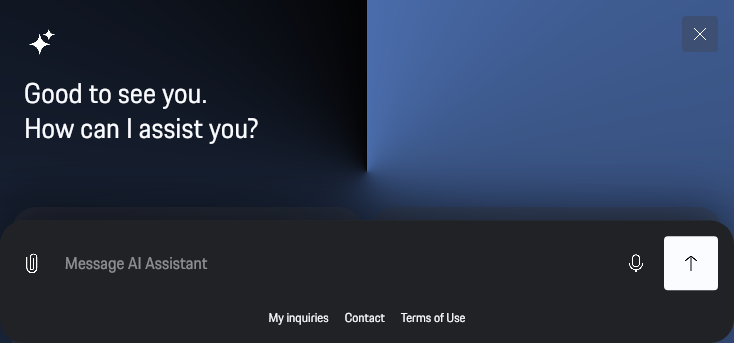 Good to see you.
How can I assist you?
Message AI Assistant
My inquiries Contact Terms of Use